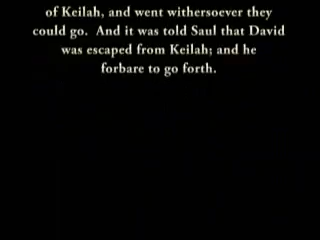 of Keilah, and went withersoever they
could go.  And it was told Saul that David
was escaped from Keilah; and he
forbare to go forth.